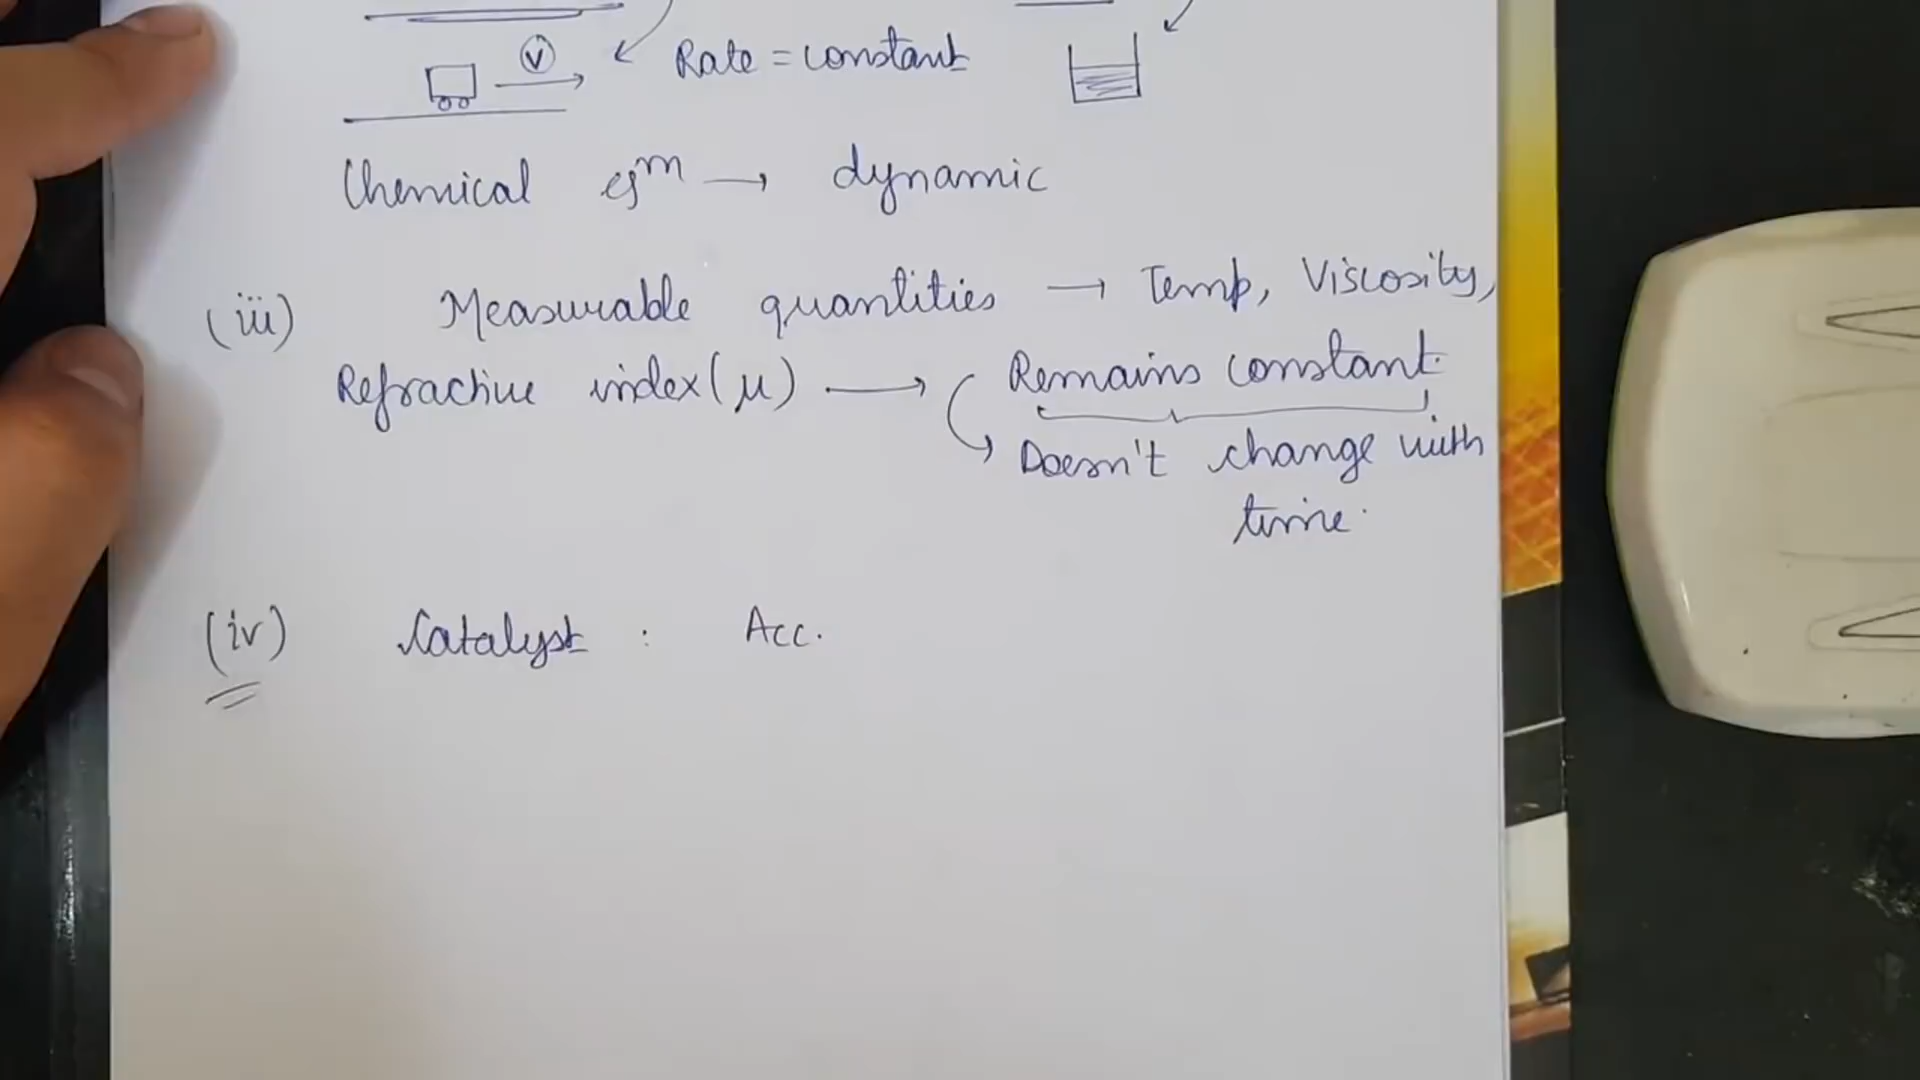 V
Rate = constant
Chemical eqm → dynamic
(iii) Measurable quantities → Temp, Viscosity,
Refractive index (μ) → Remains constant.
Doesn't change with
time.
(iv) Catalyst : Acc.